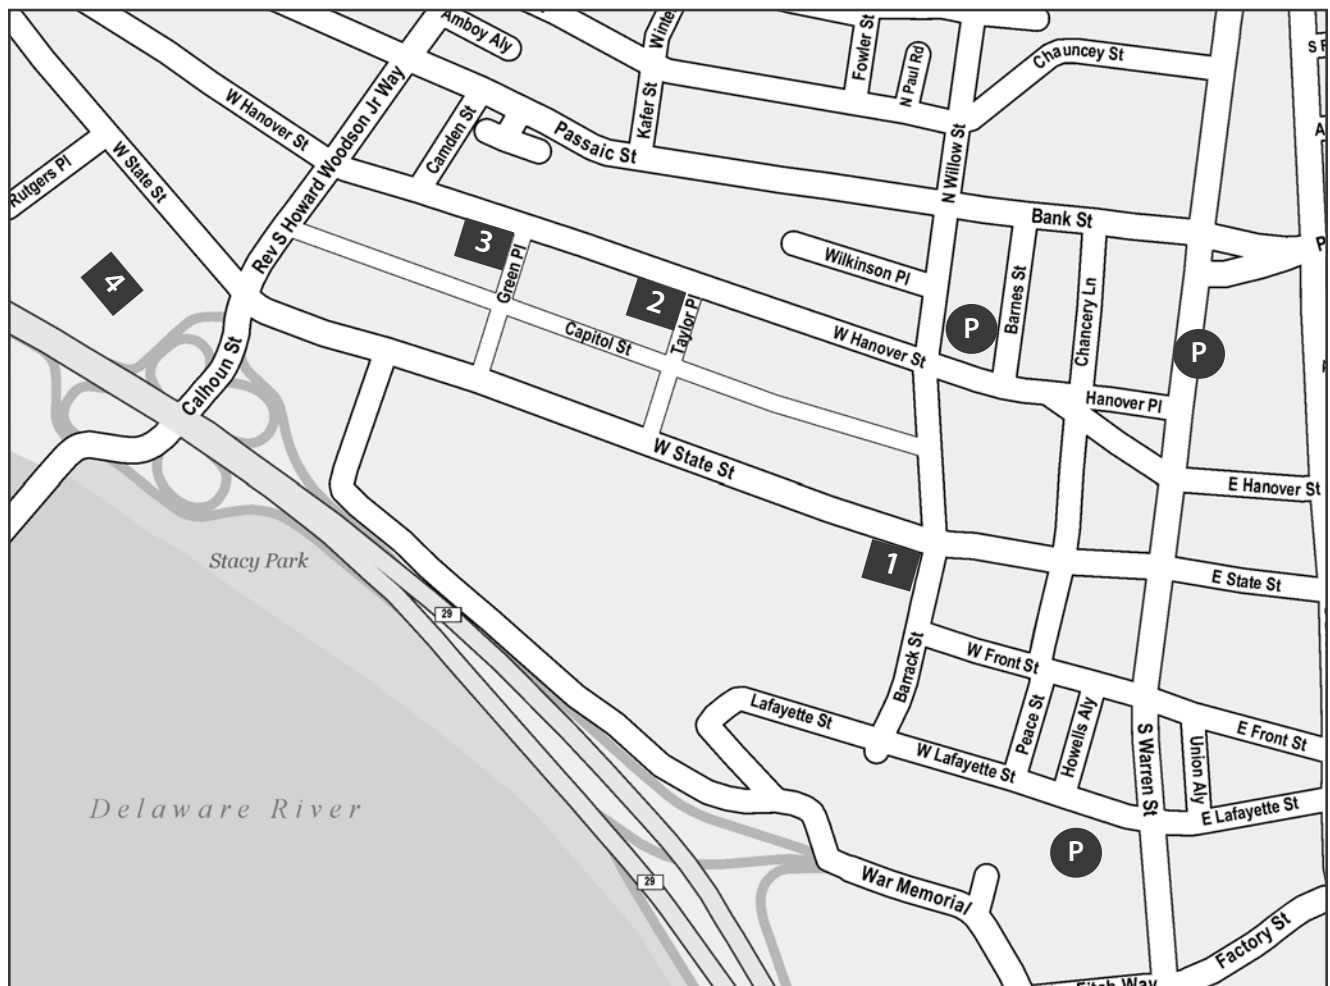 Amboy Aly
Fowler St
N Paul Rd
Chauncey St
W Hanover St
Rev S Howard Woodson Jr Way
Camden St
Kafer St
Passaic St
N Willow St
Rutgers Pl
W State St
Bank St
3
Green Pl
4
2
Taylor Pl
Capitol St
Wilkinson Pl
W Hanover St
P
Barnes St
Chancery Ln
P
Calhoun St
Hanover Pl
W State St
E Hanover St
Stacy Park
1
E State St
29
Barrack St
W Front St
Lafayette St
W Lafayette St
Peace St
Howells Aly
S Warren St
Union Aly
E Front St
Delaware River
E Lafayette St
P
29
War Memorial
Factory St
Fitch Way